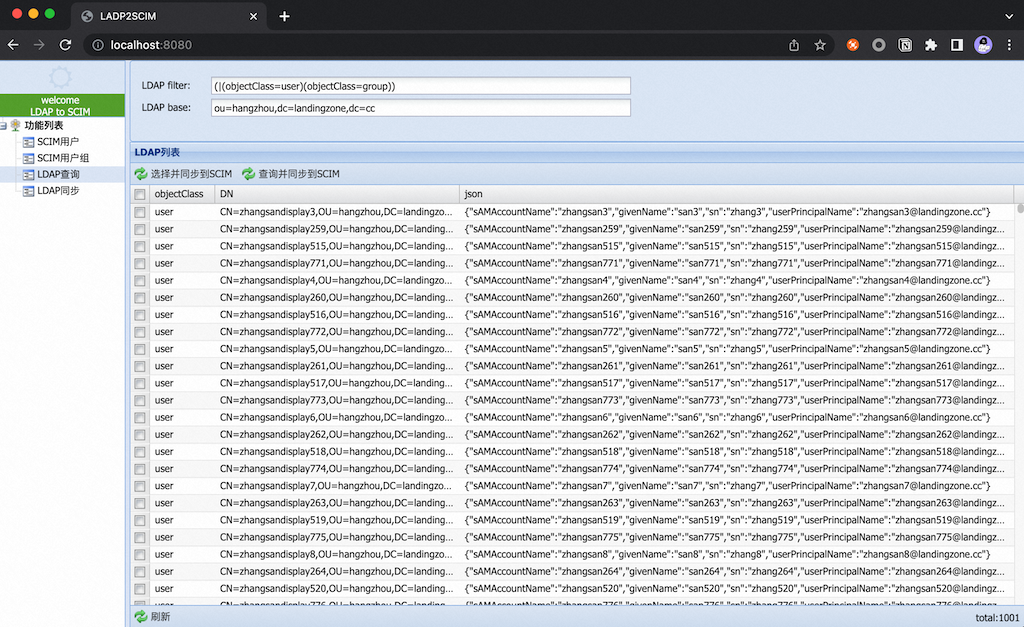 LADP2SCIM
localhost:8080
welcome
LDAP to SCIM
功能列表
SCIM用户
SCIM用户组
LDAP查询
LDAP同步
LDAP filter:
(|(objectClass=user)(objectClass=group))
LDAP base:
ou=hangzhou,dc=landingzone,dc=cc
LDAP列表
选择并同步到SCIM 查询并同步到SCIM
objectClass DN json
user CN=zhangsandisplay3,OU=hangzhou,DC=landingzo... {"sAMAccountName":"zhangsan3","givenName":"san3","sn":"zhang3","userPrincipalName":"zhangsan3@landingzone.cc"}
user CN=zhangsandisplay259,OU=hangzhou,DC=landing... {"sAMAccountName":"zhangsan259","givenName":"san259","sn":"zhang259","userPrincipalName":"zhangsan259@landingz...
user CN=zhangsandisplay515,OU=hangzhou,DC=landing... {"sAMAccountName":"zhangsan515","givenName":"san515","sn":"zhang515","userPrincipalName":"zhangsan515@landingz...
user CN=zhangsandisplay771,OU=hangzhou,DC=landing... {"sAMAccountName":"zhangsan771","givenName":"san771","sn":"zhang771","userPrincipalName":"zhangsan771@landingz...
user CN=zhangsandisplay4,OU=hangzhou,DC=landingzo... {"sAMAccountName":"zhangsan4","givenName":"san4","sn":"zhang4","userPrincipalName":"zhangsan4@landingzone.cc"}
user CN=zhangsandisplay260,OU=hangzhou,DC=landing... {"sAMAccountName":"zhangsan260","givenName":"san260","sn":"zhang260","userPrincipalName":"zhangsan260@landingz...
user CN=zhangsandisplay516,OU=hangzhou,DC=landing... {"sAMAccountName":"zhangsan516","givenName":"san516","sn":"zhang516","userPrincipalName":"zhangsan516@landingz...
user CN=zhangsandisplay772,OU=hangzhou,DC=landing... {"sAMAccountName":"zhangsan772","givenName":"san772","sn":"zhang772","userPrincipalName":"zhangsan772@landingz...
user CN=zhangsandisplay5,OU=hangzhou,DC=landingzo... {"sAMAccountName":"zhangsan5","givenName":"san5","sn":"zhang5","userPrincipalName":"zhangsan5@landingzone.cc"}
user CN=zhangsandisplay261,OU=hangzhou,DC=landing... {"sAMAccountName":"zhangsan261","givenName":"san261","sn":"zhang261","userPrincipalName":"zhangsan261@landingz...
user CN=zhangsandisplay517,OU=hangzhou,DC=landing... {"sAMAccountName":"zhangsan517","givenName":"san517","sn":"zhang517","userPrincipalName":"zhangsan517@landingz...
user CN=zhangsandisplay773,OU=hangzhou,DC=landing... {"sAMAccountName":"zhangsan773","givenName":"san773","sn":"zhang773","userPrincipalName":"zhangsan773@landingz...
user CN=zhangsandisplay6,OU=hangzhou,DC=landingzo... {"sAMAccountName":"zhangsan6","givenName":"san6","sn":"zhang6","userPrincipalName":"zhangsan6@landingzone.cc"}
user CN=zhangsandisplay262,OU=hangzhou,DC=landing... {"sAMAccountName":"zhangsan262","givenName":"san262","sn":"zhang262","userPrincipalName":"zhangsan262@landingz...
user CN=zhangsandisplay518,OU=hangzhou,DC=landing... {"sAMAccountName":"zhangsan518","givenName":"san518","sn":"zhang518","userPrincipalName":"zhangsan518@landingz...
user CN=zhangsandisplay774,OU=hangzhou,DC=landing... {"sAMAccountName":"zhangsan774","givenName":"san774","sn":"zhang774","userPrincipalName":"zhangsan774@landingz...
user CN=zhangsandisplay7,OU=hangzhou,DC=landingzo... {"sAMAccountName":"zhangsan7","givenName":"san7","sn":"zhang7","userPrincipalName":"zhangsan7@landingzone.cc"}
user CN=zhangsandisplay263,OU=hangzhou,DC=landing... {"sAMAccountName":"zhangsan263","givenName":"san263","sn":"zhang263","userPrincipalName":"zhangsan263@landingz...
user CN=zhangsandisplay519,OU=hangzhou,DC=landing... {"sAMAccountName":"zhangsan519","givenName":"san519","sn":"zhang519","userPrincipalName":"zhangsan519@landingz...
user CN=zhangsandisplay775,OU=hangzhou,DC=landing... {"sAMAccountName":"zhangsan775","givenName":"san775","sn":"zhang775","userPrincipalName":"zhangsan775@landingz...
user CN=zhangsandisplay8,OU=hangzhou,DC=landingzo... {"sAMAccountName":"zhangsan8","givenName":"san8","sn":"zhang8","userPrincipalName":"zhangsan8@landingzone.cc"}
user CN=zhangsandisplay264,OU=hangzhou,DC=landing... {"sAMAccountName":"zhangsan264","givenName":"san264","sn":"zhang264","userPrincipalName":"zhangsan264@landingz...
user CN=zhangsandisplay520,OU=hangzhou,DC=landing... {"sAMAccountName":"zhangsan520","givenName":"san520","sn":"zhang520","userPrincipalName":"zhangsan520@landingz...
刷新 total:1001